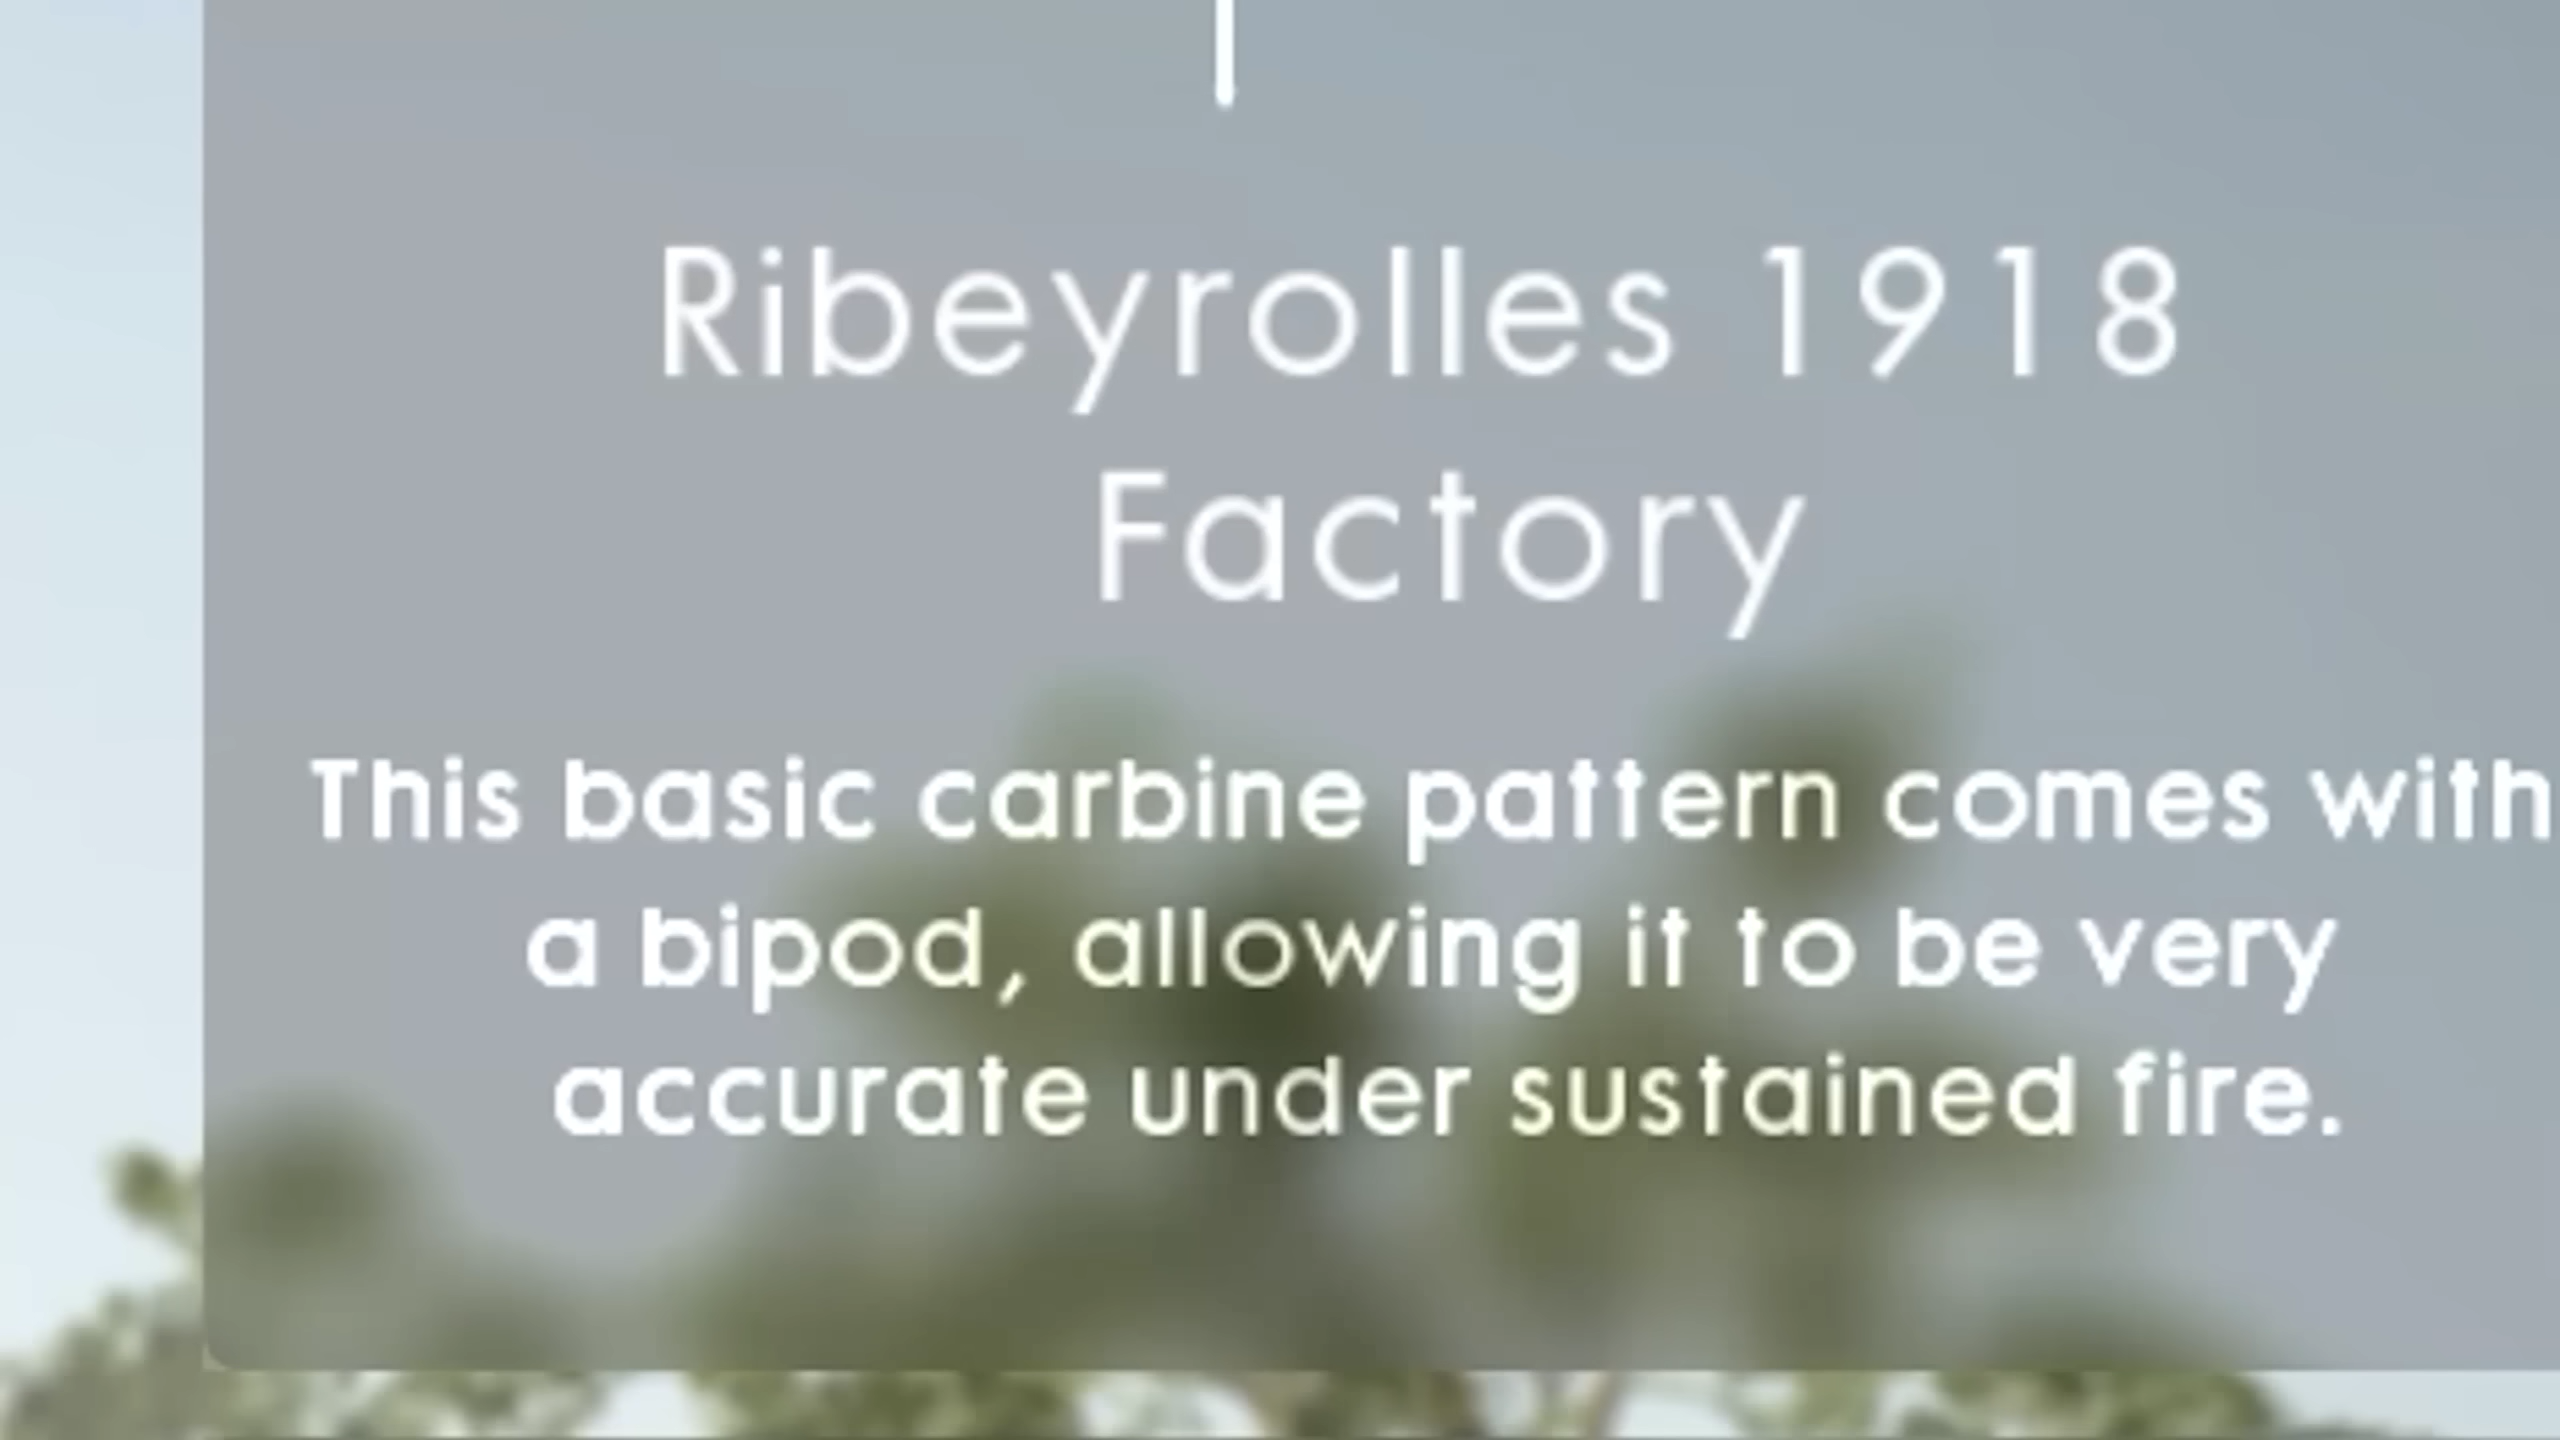 Ribeyrolles 1918
Factory
This basic carbine pattern comes with
a bipod, allowing it to be very
accurate under sustained fire.